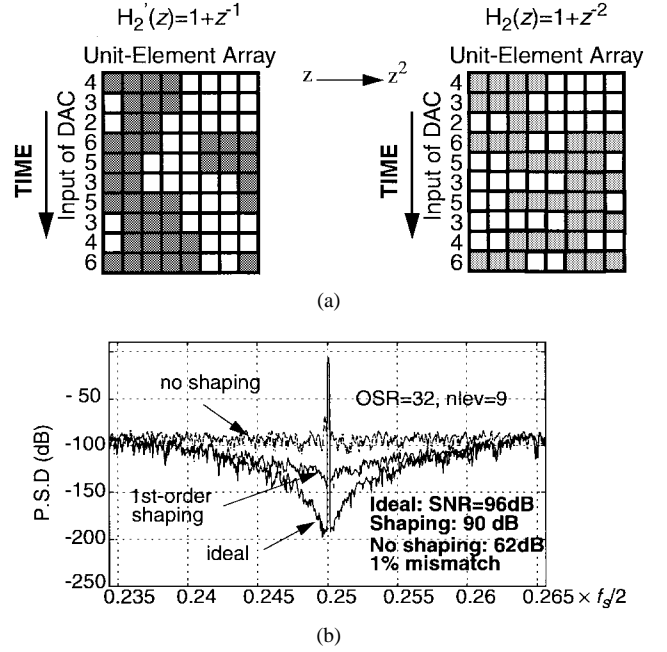 H₂'(z)=1+z⁻¹
H₂(z)=1+z⁻²
Unit-Element Array
z → z²
Unit-Element Array
TIME
Input of DAC
4
3
2
6
5
3
5
3
4
6
TIME
Input of DAC
4
3
2
6
5
3
5
3
4
6
(a)
P.S.D (dB)
- 50
-100
-150
-200
-250
no shaping
OSR=32, nlev=9
1st-order
shaping
ideal
Ideal: SNR=96dB
Shaping: 90 dB
No shaping: 62dB
1% mismatch
0.235 0.24 0.245 0.25 0.255 0.26 0.265 × fₛ/2
(b)